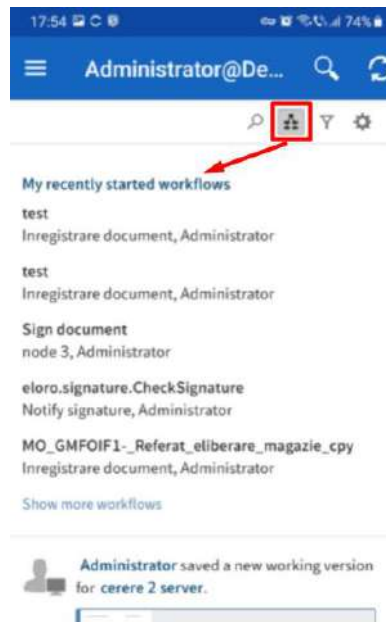 17:54 74%
Administrator@De...
My recently started workflows
test
Inregistrare document, Administrator
test
Inregistrare document, Administrator
Sign document
node 3, Administrator
eloro.signature.CheckSignature
Notify signature, Administrator
MO_GMFOIF1-_Referat_eliberare_magazie_cpy
Inregistrare document, Administrator
Show more workflows
Administrator saved a new working version
for cerere 2 server.